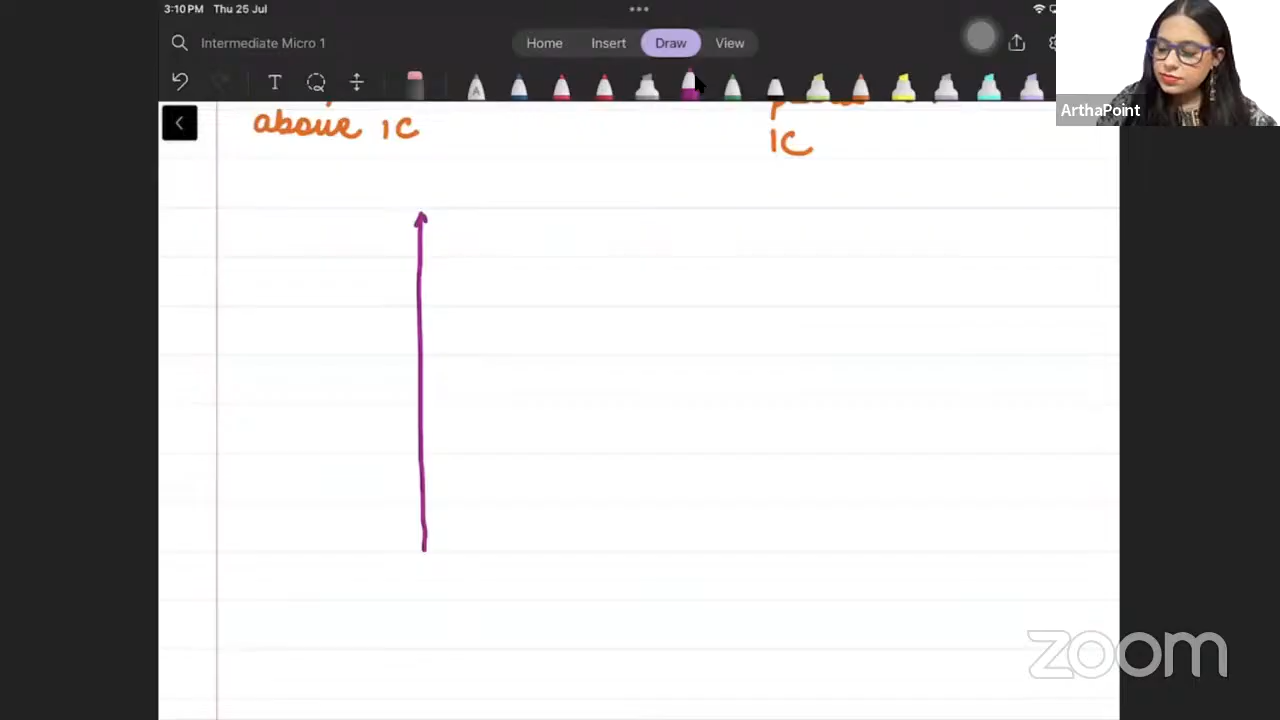 3:10 PM Thu 25 Jul
Intermediate Micro 1
Home Insert Draw View
T
A
ArthaPoint
above IC
IC
zoom